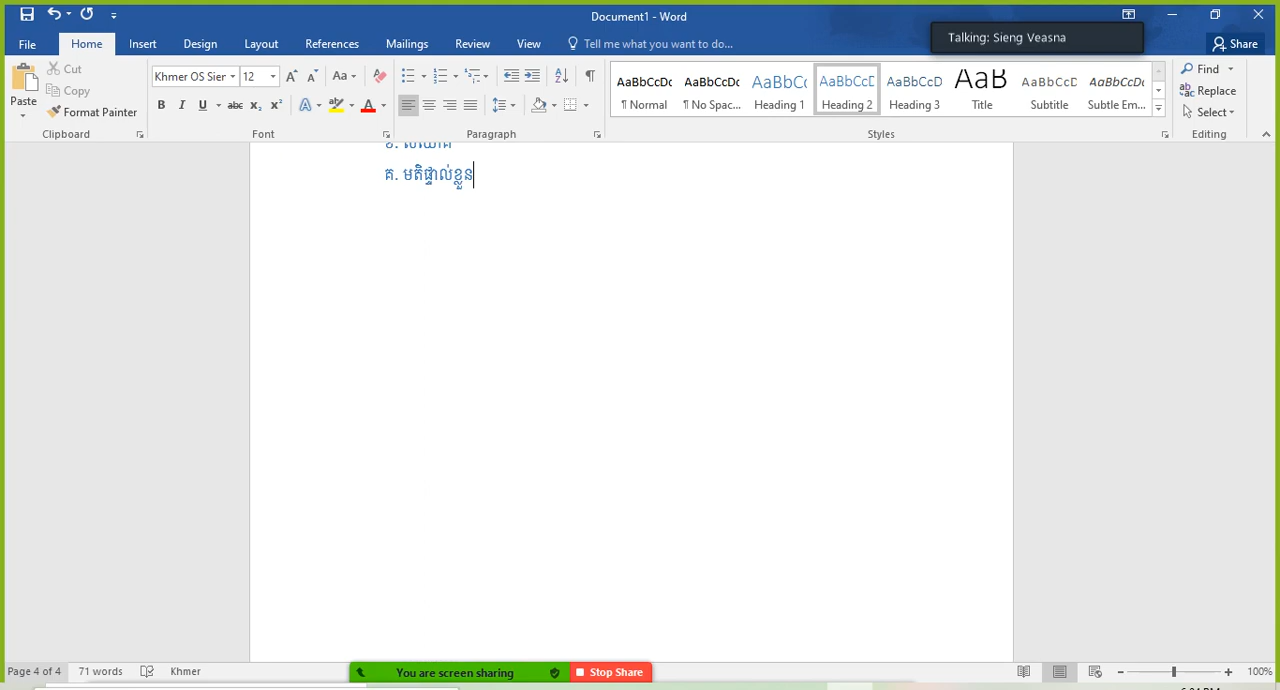 Document1 - Word
Talking: Sieng Veasna
File Home Insert Design Layout References Mailings Review View Tell me what you want to do... Share
Paste Cut Copy Format Painter
Khmer OS Sier 12
AaBbCcDc AaBbCcDc AaBbCc AaBbCcD AaBbCcD AaB AaBbCcD AaBbCcDc
¶ Normal ¶ No Spac... Heading 1 Heading 2 Heading 3 Title Subtitle Subtle Em...
Find Replace Select
Clipboard Font Paragraph Styles Editing
គ. មតិផ្ទាល់ខ្លួន
Page 4 of 4 71 words Khmer You are screen sharing Stop Share 100%